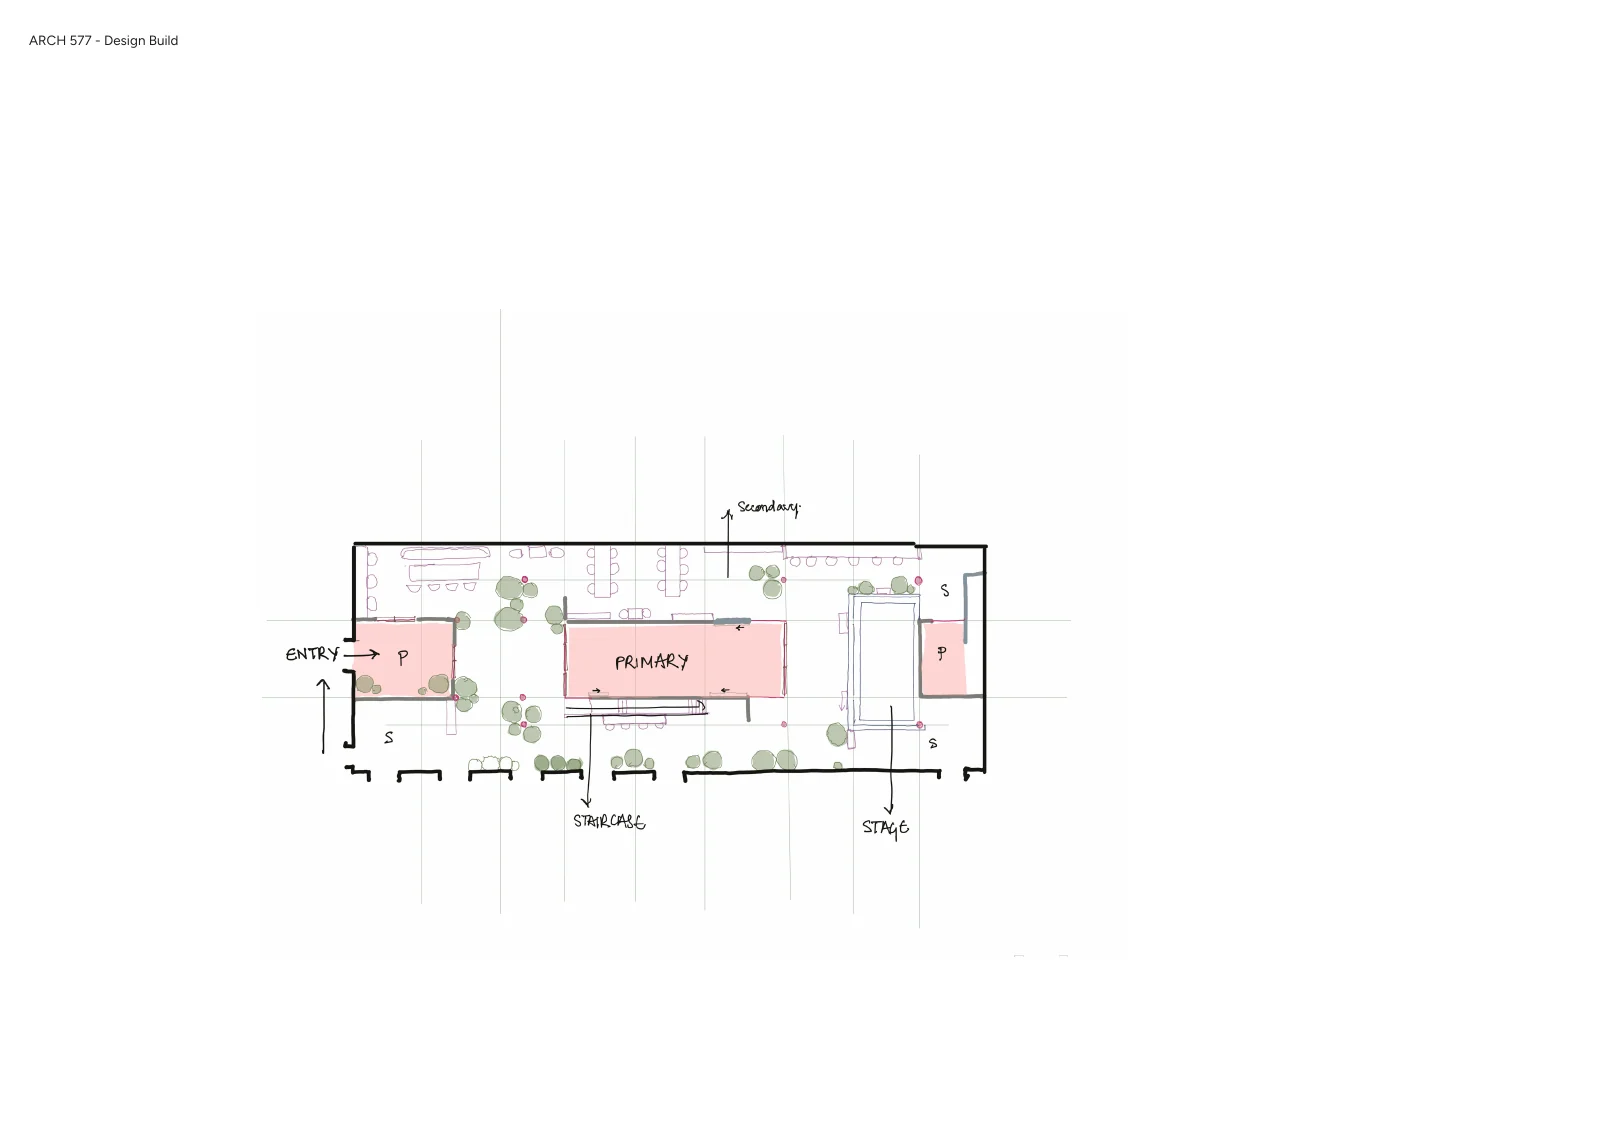 ARCH 577 - Design Build
Secondary.
S
ENTRY
P
PRIMARY
P
S
S
STAIRCASE
STAGE